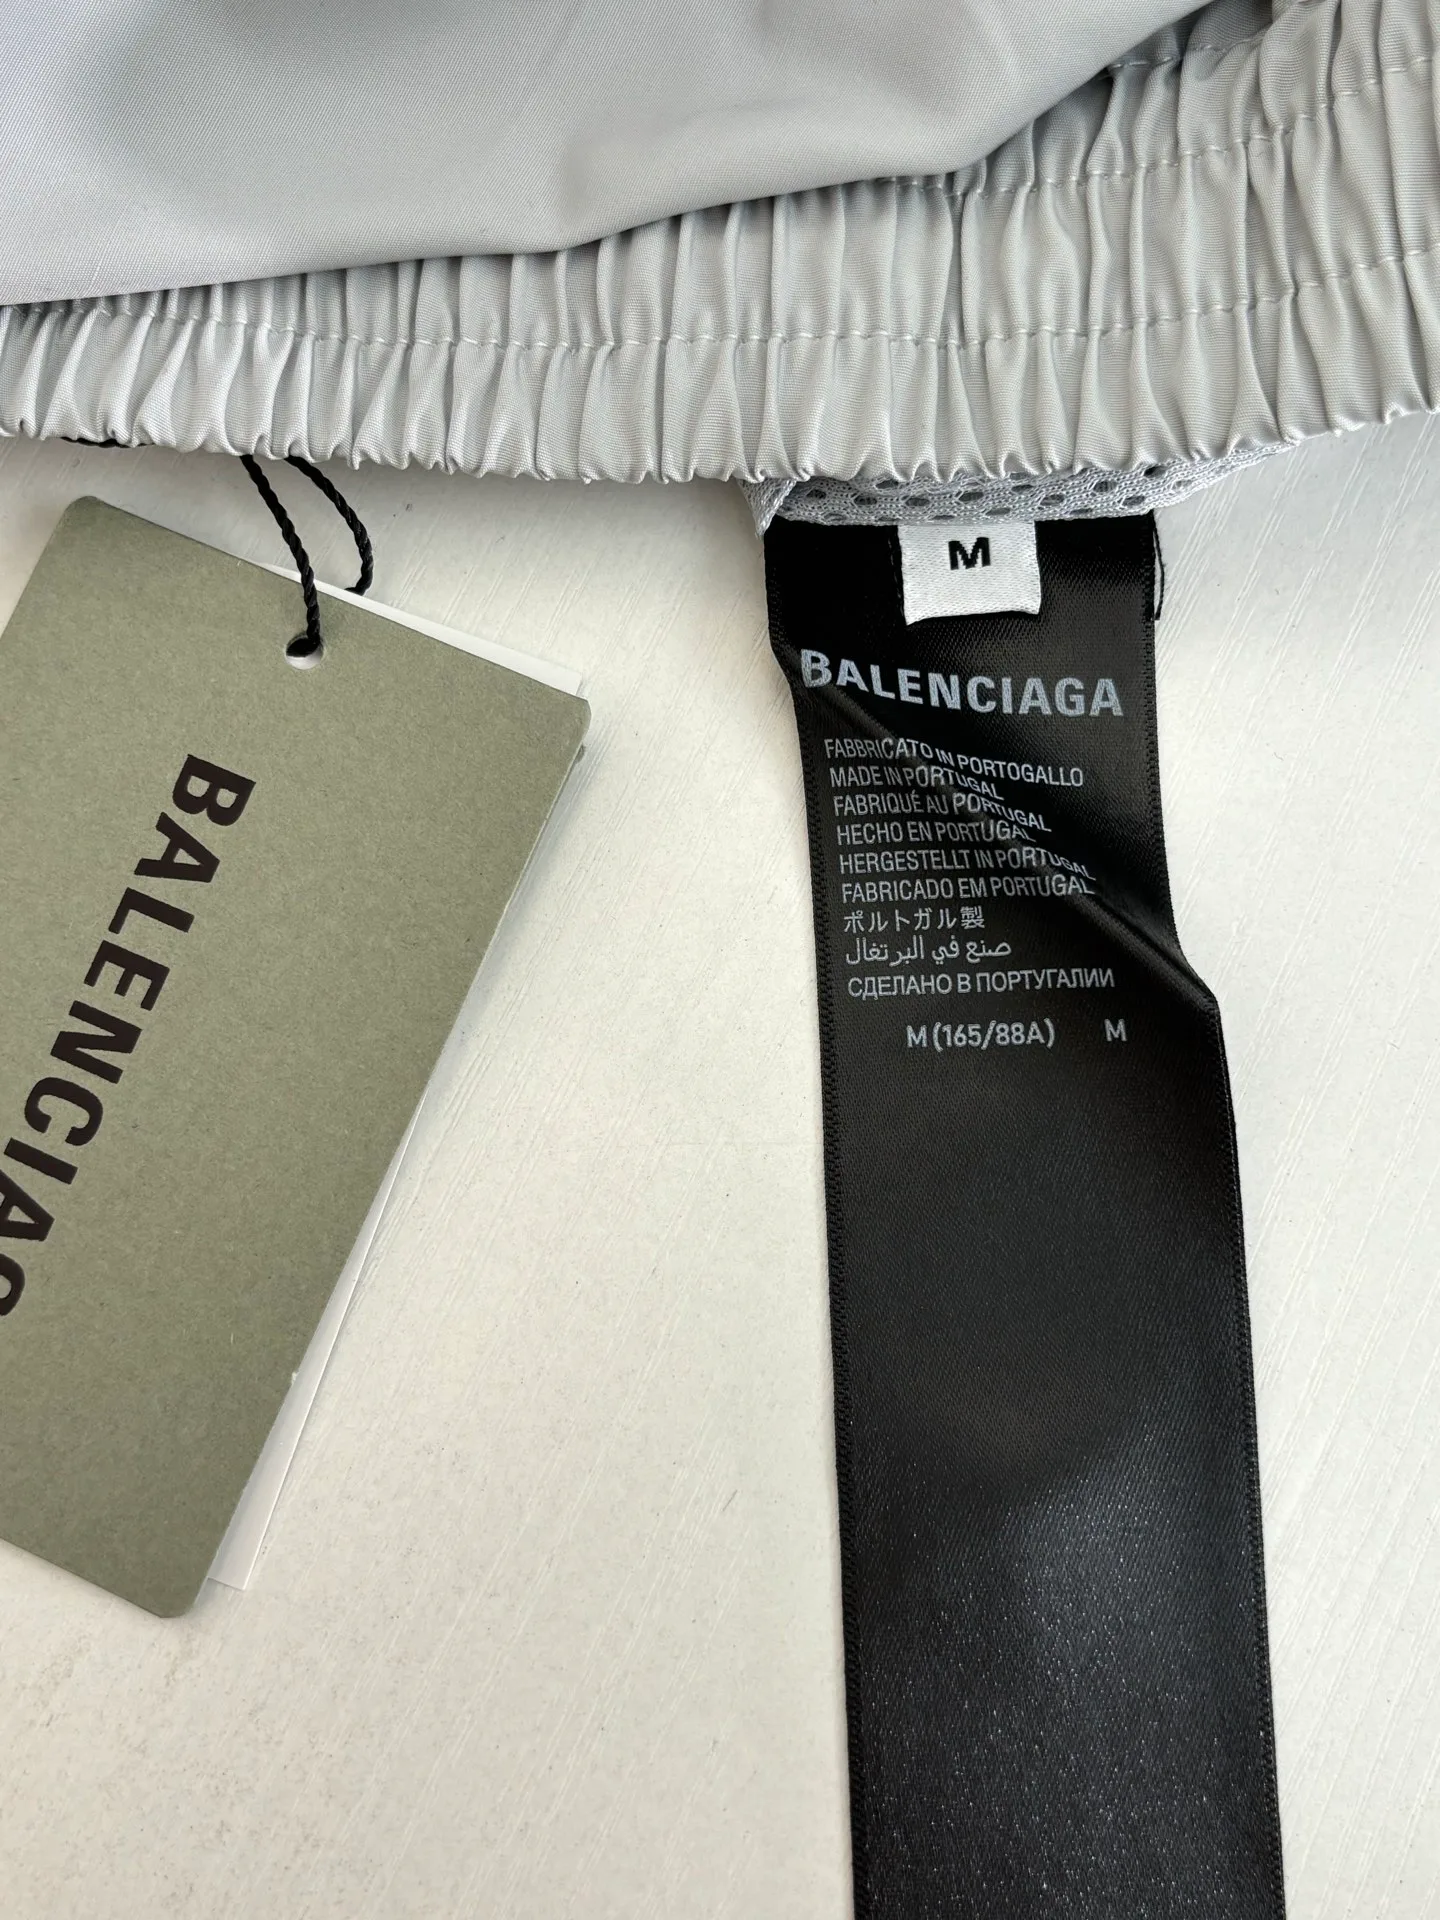 M
BALENCIAGA
FABBRICATO IN PORTOGALLO
MADE IN PORTUGAL
FABRIQUÉ AU PORTUGAL
HECHO EN PORTUGAL
HERGESTELLT IN PORTUGAL
FABRICADO EM PORTUGAL
ポルトガル製
صنع في البرتغال
СДЕЛАНО В ПОРТУГАЛИИ
M (165/88A) M
BALENCIAG